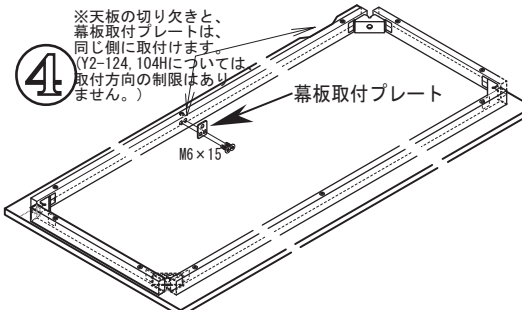 ④
※天板の切り欠きと、
幕板取付プレートは、
同じ側に取付けます。
(Y2-124, 104Hについては、
取付方向の制限はあり
ません。)
幕板取付プレート
M6×15